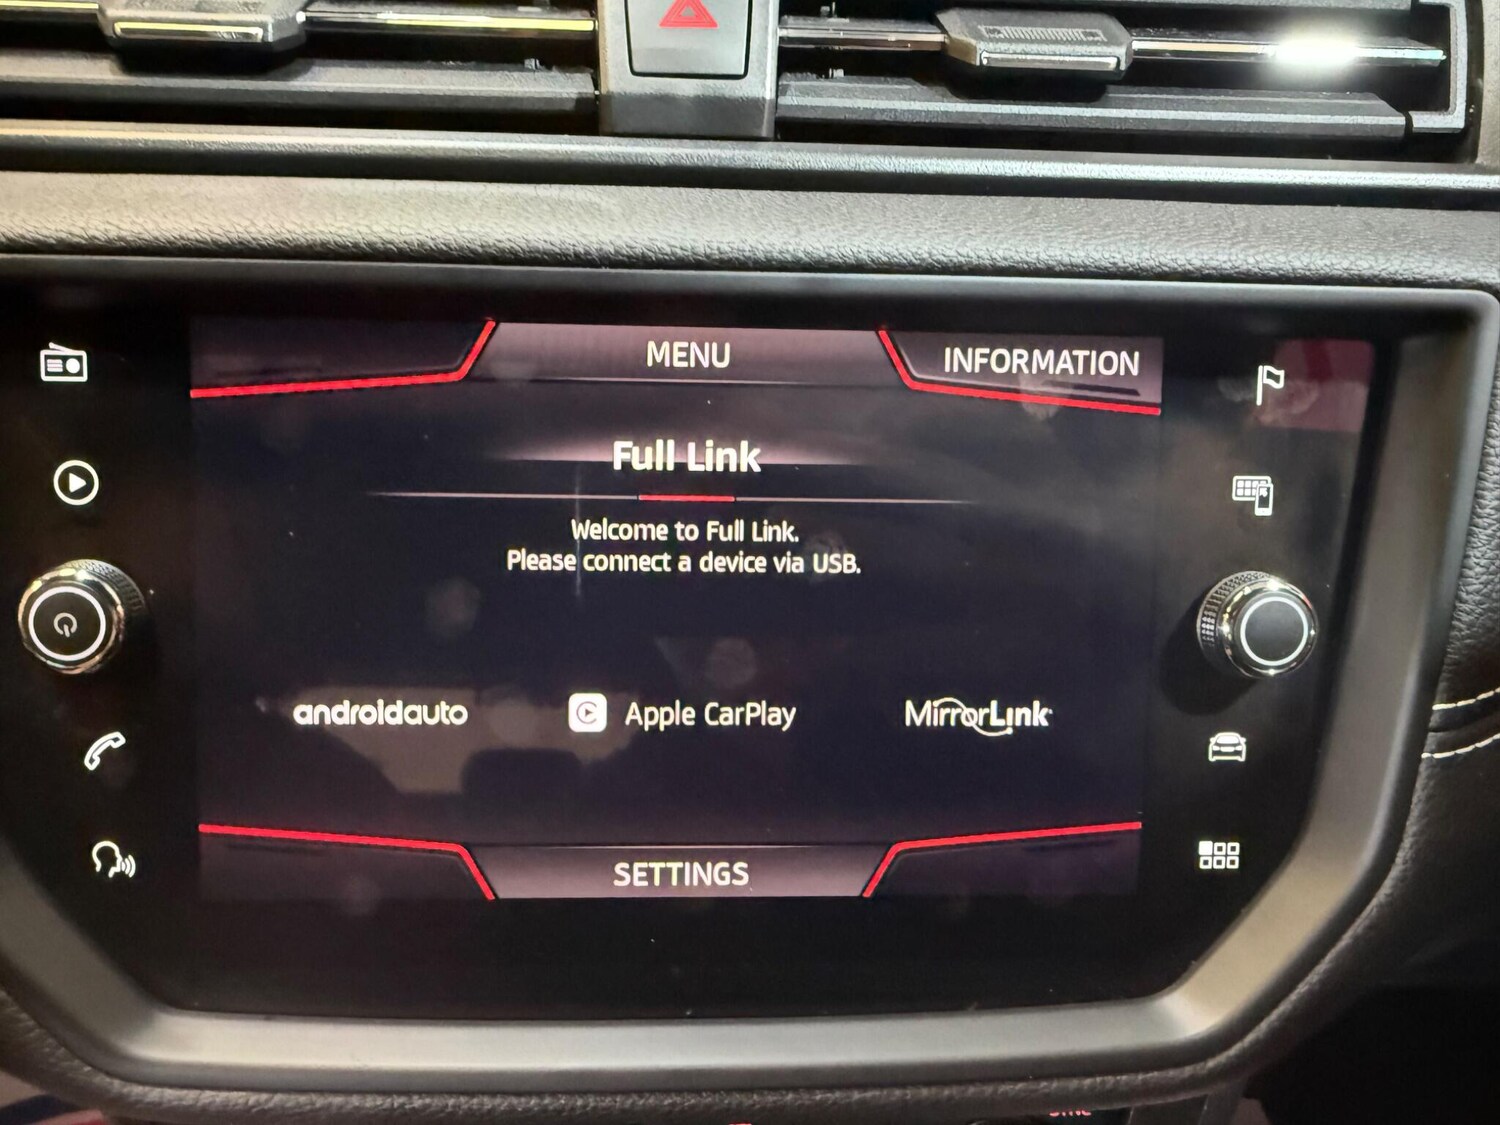 MENU
INFORMATION
Full Link
Welcome to Full Link.
Please connect a device via USB.
androidauto
Apple CarPlay
MirrorLink
SETTINGS